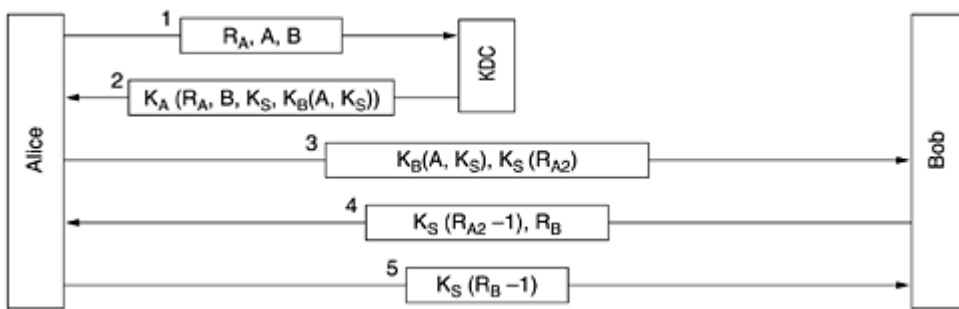 1
R_A, A, B
KDC
2
K_A (R_A, B, K_S, K_B(A, K_S))
Alice
3
K_B(A, K_S), K_S (R_A2)
Bob
4
K_S (R_A2 –1), R_B
5
K_S (R_B –1)